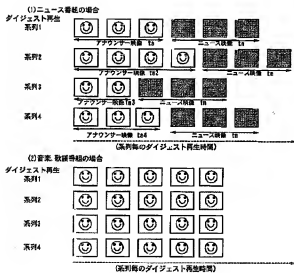 (1)ニュース番組の場合
ダイジェスト再生
系列1
アナウンサー映像 tn
ニュース映像 tn
系列2
アナウンサー映像 tn2
ニュース映像 tn
系列3
アナウンサー映像 tn3
ニュース映像 tn
系列4
アナウンサー映像 tn4
ニュース映像 tn
(系列毎のダイジェスト再生時間)
(2)音楽、歌謡番組の場合
ダイジェスト再生
系列1
系列2
系列3
系列4
(系列毎のダイジェスト再生時間)